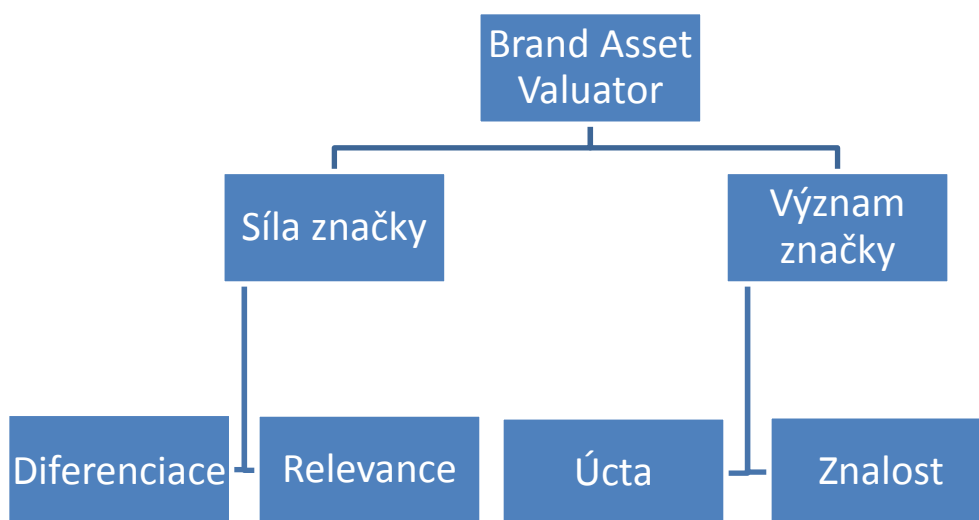 Brand Asset
Valuator
Síla značky
Význam
značky
Diferenciace
Relevance
Úcta
Znalost